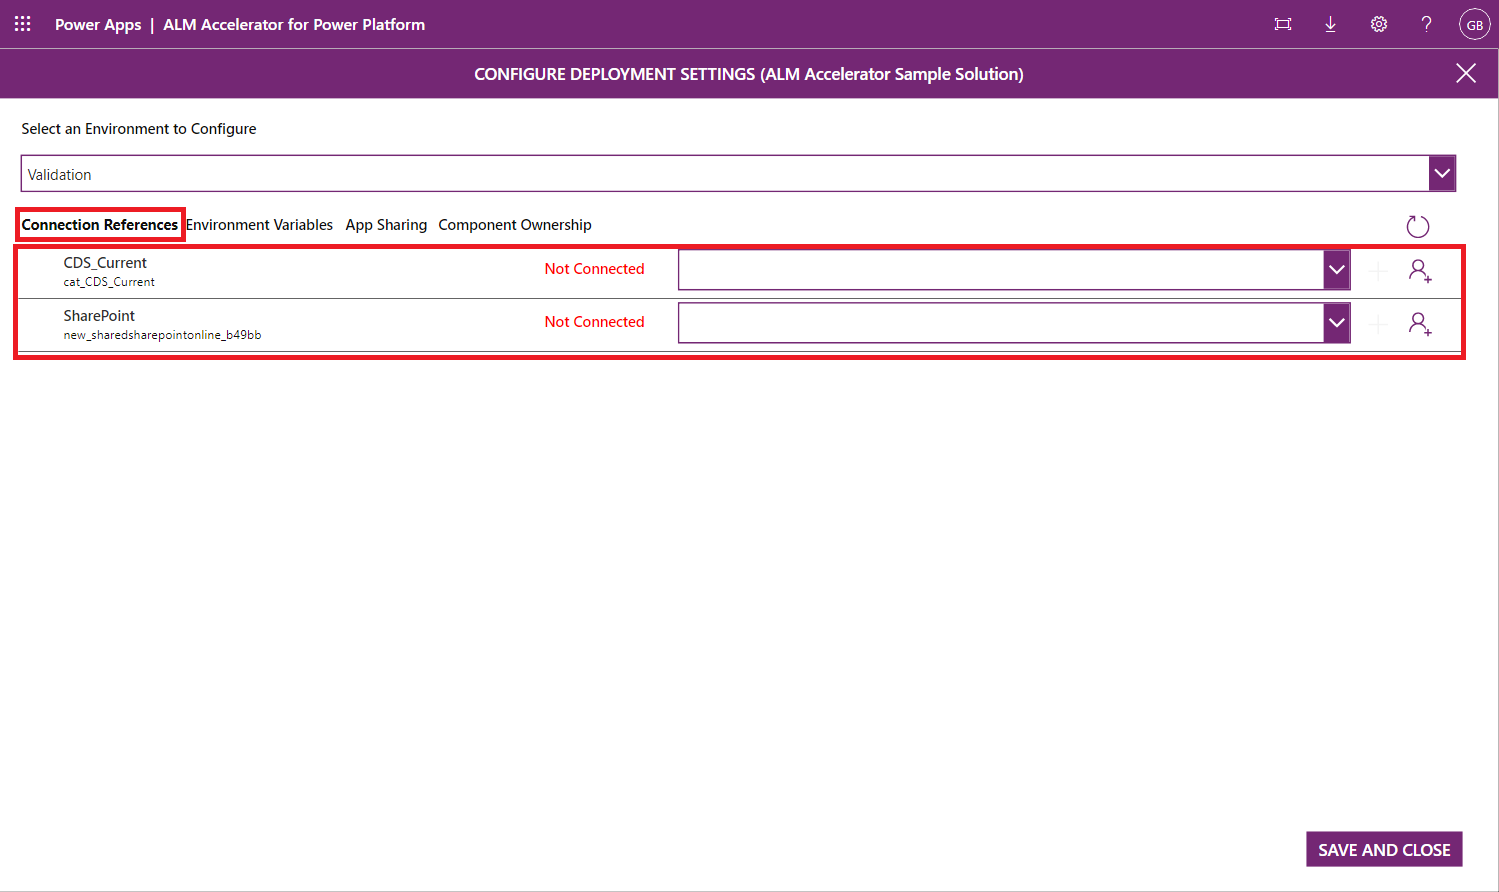 Power Apps | ALM Accelerator for Power Platform
? GB
CONFIGURE DEPLOYMENT SETTINGS (ALM Accelerator Sample Solution)
Select an Environment to Configure
Validation
Connection References Environment Variables App Sharing Component Ownership
CDS_Current
cat_CDS_Current
Not Connected
SharePoint
new_sharedsharepointonline_b49bb
Not Connected
SAVE AND CLOSE